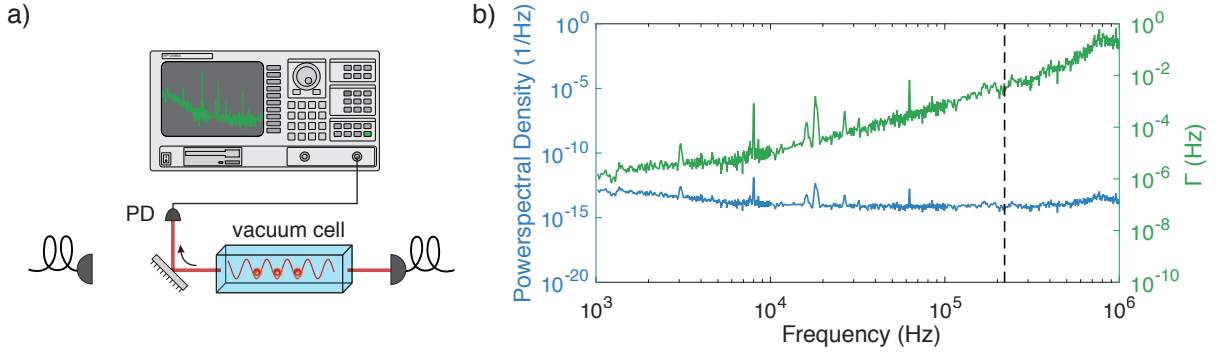 a)
PD
vacuum cell
b)
Powerspectral Density (1/Hz)
10^0
10^-5
10^-10
10^-15
10^-20
10^3
10^4
10^5
10^6
Frequency (Hz)
10^0
10^-2
10^-4
10^-6
10^-8
10^-10
Γ (Hz)